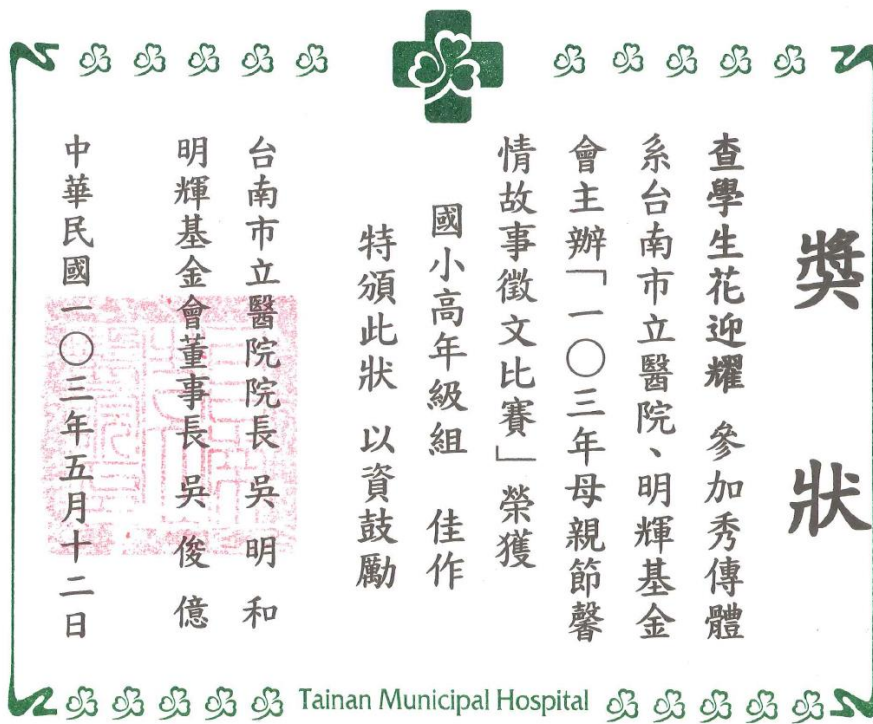 獎狀
查學生花迎耀 參加秀傳體
系台南市立醫院、明輝基金
會主辦「一〇三年母親節馨
情故事徵文比賽」榮獲
國小高年級組 佳作
特頒此狀 以資鼓勵
台南市立醫院院長 吳明和
明輝基金會董事長 吳俊億
中華民國一〇三年五月十二日
Tainan Municipal Hospital